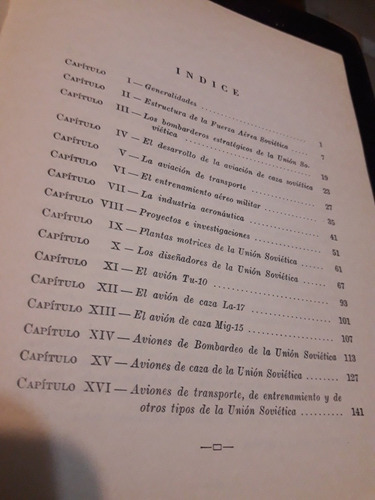 INDICE
CAPÍTULO I — Generalidades ........ 1
CAPÍTULO II — Estructura de la Fuerza Aérea Soviética ........ 7
CAPÍTULO III — Los bombarderos estratégicos de la Unión So-
viética ........ 19
CAPÍTULO IV — El desarrollo de la aviación de caza soviética 23
CAPÍTULO V — La aviación de transporte ........ 27
CAPÍTULO VI — El entrenamiento aéreo militar ........ 35
CAPÍTULO VII — La industria aeronáutica ........ 41
CAPÍTULO VIII — Proyectos e investigaciones ........ 51
CAPÍTULO IX — Plantas motrices de la Unión Soviética ........ 61
CAPÍTULO X — Los diseñadores de la Unión Soviética ........ 67
CAPÍTULO XI — El avión Tu-10 ........ 93
CAPÍTULO XII — El avión de caza La-17 ........ 101
CAPÍTULO XIII — El avión de caza Mig-15 ........ 107
CAPÍTULO XIV — Aviones de Bombardeo de la Unión Soviética 113
CAPÍTULO XV — Aviones de caza de la Unión Soviética ........ 127
CAPÍTULO XVI — Aviones de transporte, de entrenamiento y de
otros tipos de la Unión Soviética ........ 141